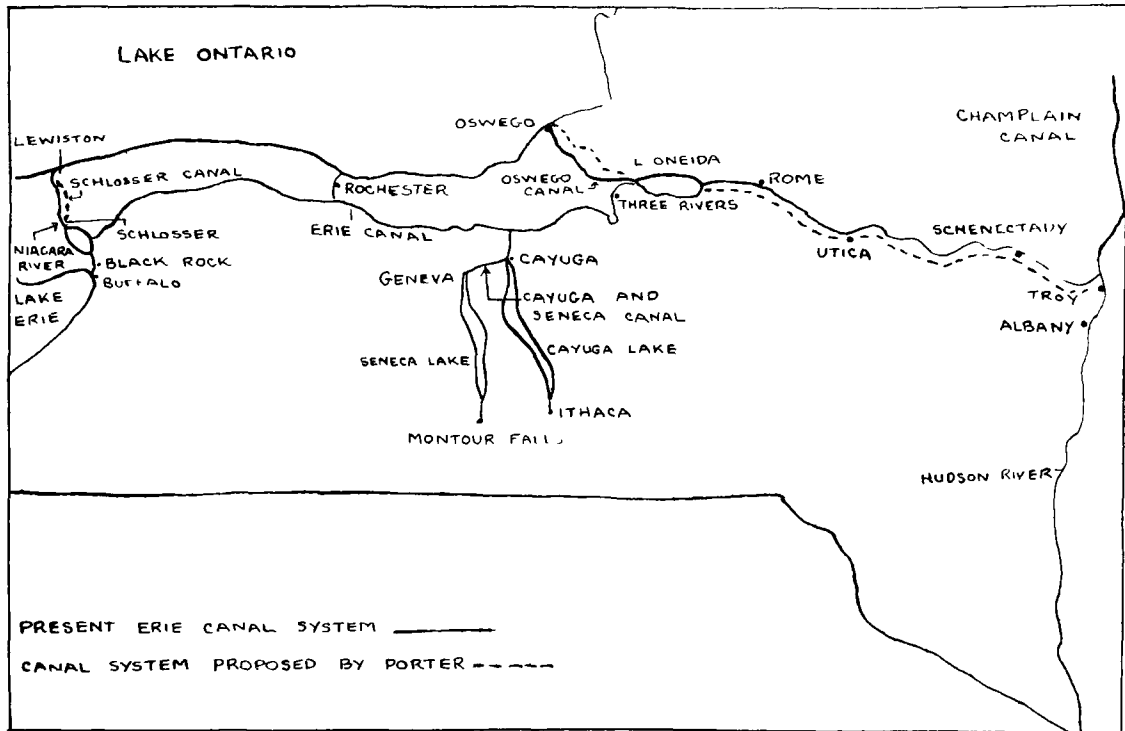 LAKE ONTARIO
CHAMPLAIN
CANAL
OSWEGO
LEWISTON
SCHLOSSER CANAL
L ONEIDA
ROCHESTER
OSWEGO
CANAL
ROME
THREE RIVERS
ERIE CANAL
SCHLOSSER
NIAGARA
RIVER
SCHENECTADY
UTICA
BLACK ROCK
BUFFALO
GENEVA
CAYUGA
LAKE
ERIE
CAYUGA AND
SENECA CANAL
TROY
ALBANY
SENECA LAKE
CAYUGA LAKE
ITHACA
MONTOUR FALLS
HUDSON RIVER
PRESENT ERIE CANAL SYSTEM
CANAL SYSTEM PROPOSED BY PORTER